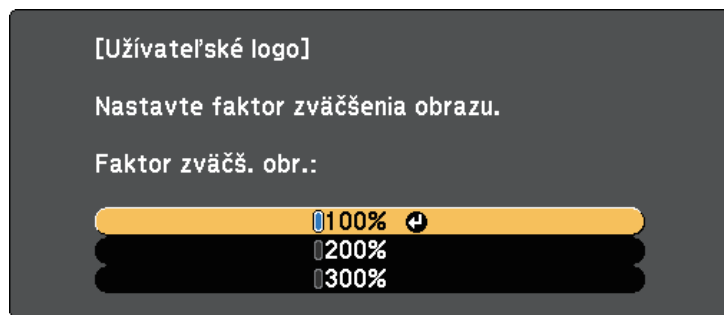 [Užívateľské logo]
Nastavte faktor zväčšenia obrazu.
Faktor zväčš. obr.:
100%
200%
300%